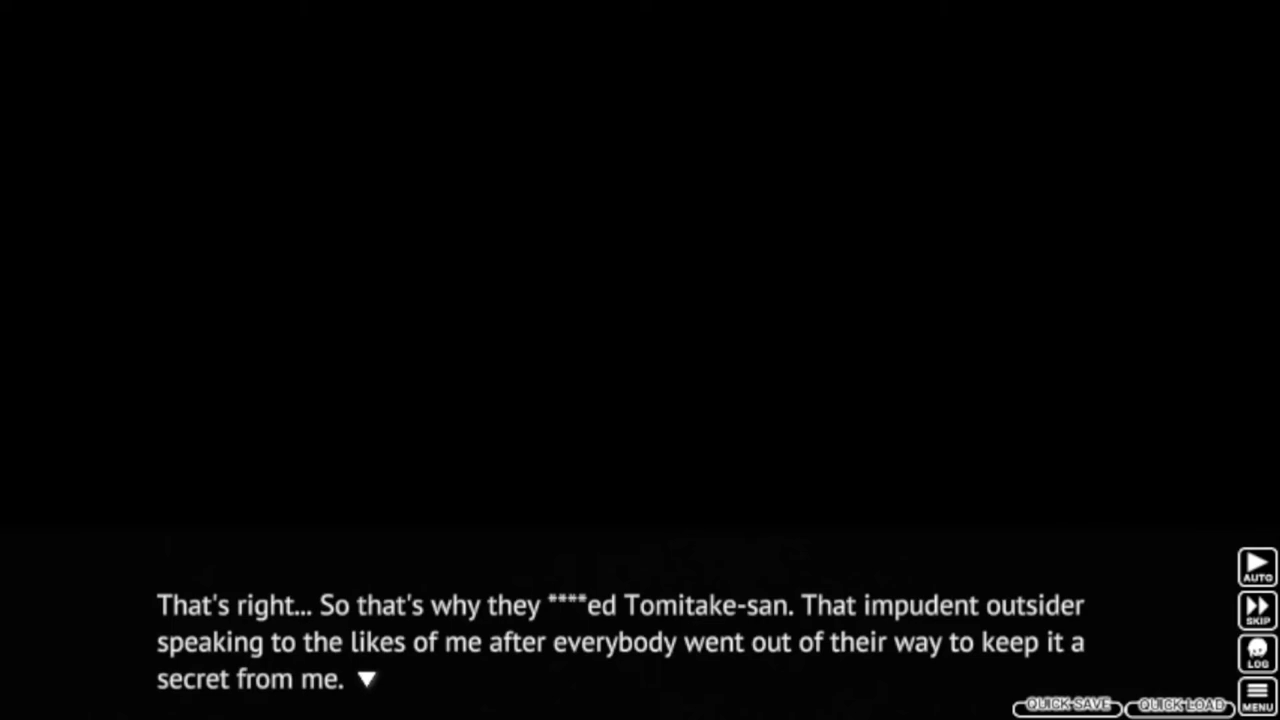 That's right... So that's why they ****ed Tomitake-san. That impudent outsider
speaking to the likes of me after everybody went out of their way to keep it a
secret from me.
AUTO
SKIP
LOG
MENU
QUICK SAVE
QUICK LOAD